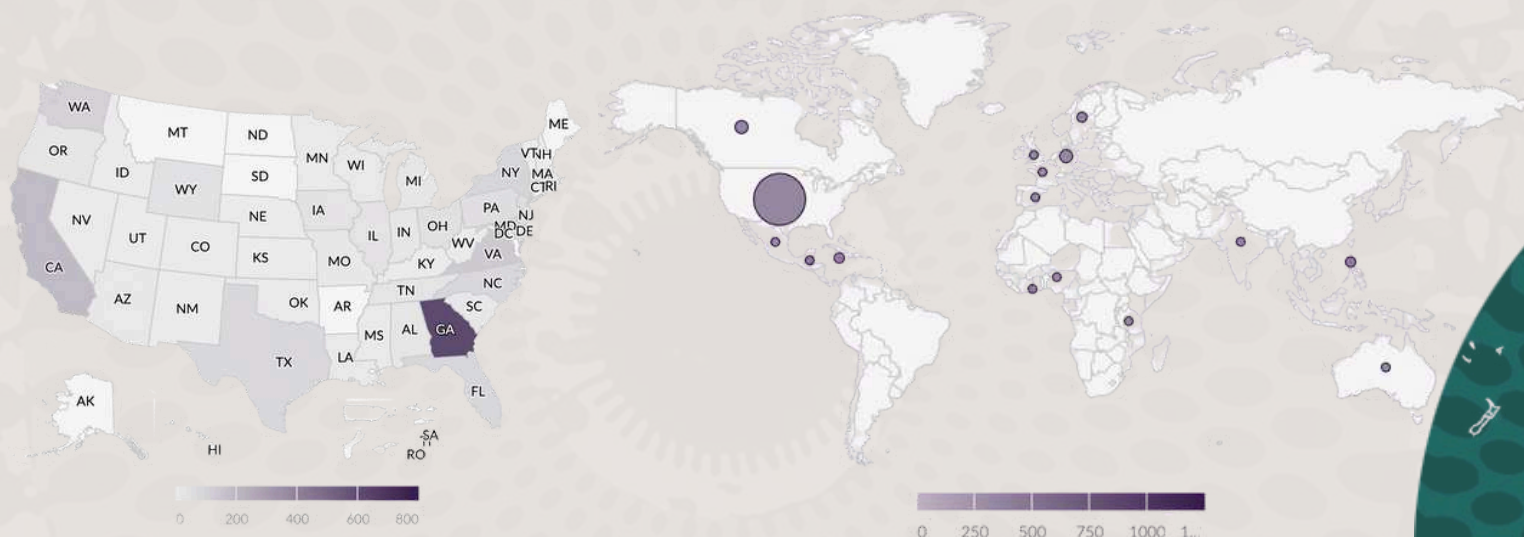 WA
MT
ND
ME
OR
ID
MN
WI
VT
NH
SD
WY
MI
NY
MA
CT
RI
IA
NE
PA
NJ
NV
UT
CO
IL
IN
OH
MD
DC
DE
WV
VA
CA
KS
MO
KY
NC
AZ
NM
OK
TN
AR
SC
MS
AL
GA
TX
LA
FL
AK
HI
SA
RO
0 200 400 600 800
0 250 500 750 1000 1...